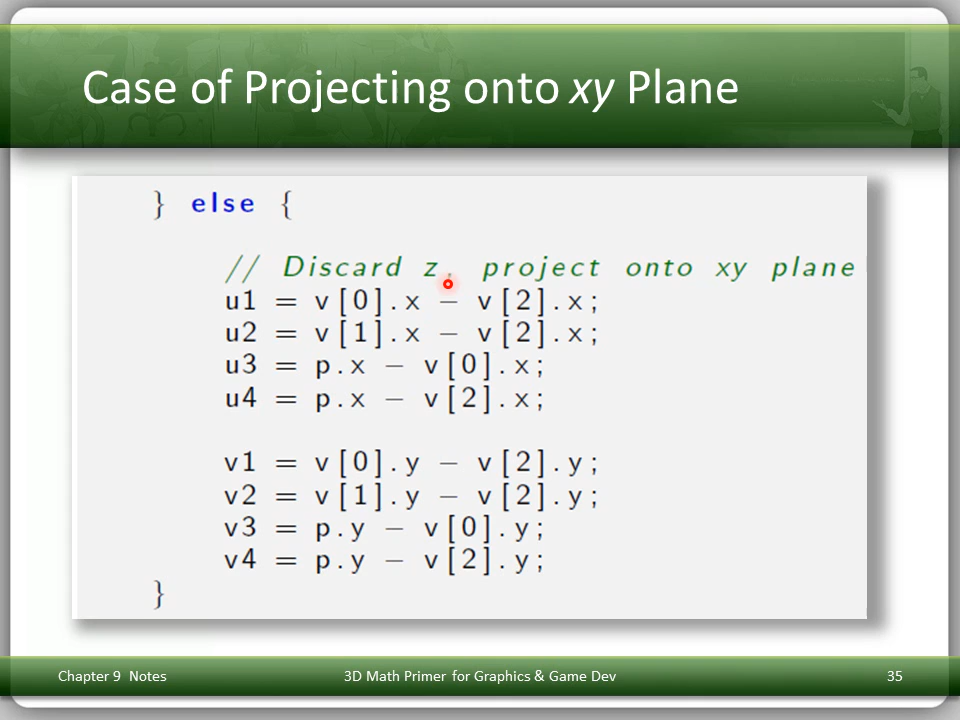 Case of Projecting onto xy Plane
} else {
// Discard z, project onto xy plane
u1 = v[0].x − v[2].x;
u2 = v[1].x − v[2].x;
u3 = p.x − v[0].x;
u4 = p.x − v[2].x;
v1 = v[0].y − v[2].y;
v2 = v[1].y − v[2].y;
v3 = p.y − v[0].y;
v4 = p.y − v[2].y;
}
Chapter 9 Notes
3D Math Primer for Graphics & Game Dev
35